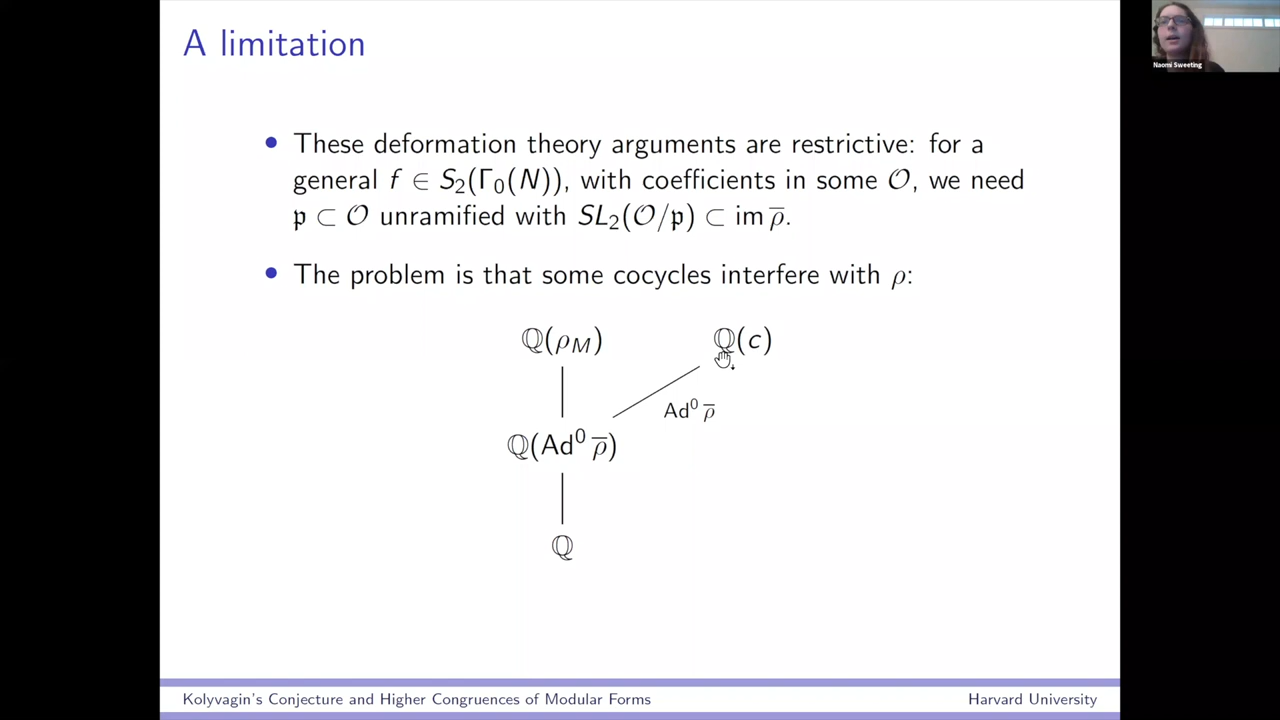 A limitation
Naomi Sweeting
• These deformation theory arguments are restrictive: for a
general f ∈ S₂(Γ₀(N)), with coefficients in some 𝒪, we need
𝔭 ⊂ 𝒪 unramified with SL₂(𝒪/𝔭) ⊂ im ρ̅.
• The problem is that some cocycles interfere with ρ:
ℚ(ρ_M) ℚ(c)
Ad⁰ ρ̅
ℚ(Ad⁰ ρ̅)
ℚ
Kolyvagin's Conjecture and Higher Congruences of Modular Forms Harvard University